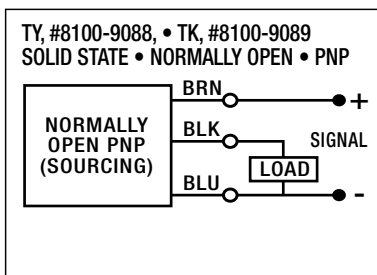 TY, #8100-9088, • TK, #8100-9089
SOLID STATE • NORMALLY OPEN • PNP
BRN
+
NORMALLY
OPEN PNP
(SOURCING)
BLK
SIGNAL
LOAD
BLU
-